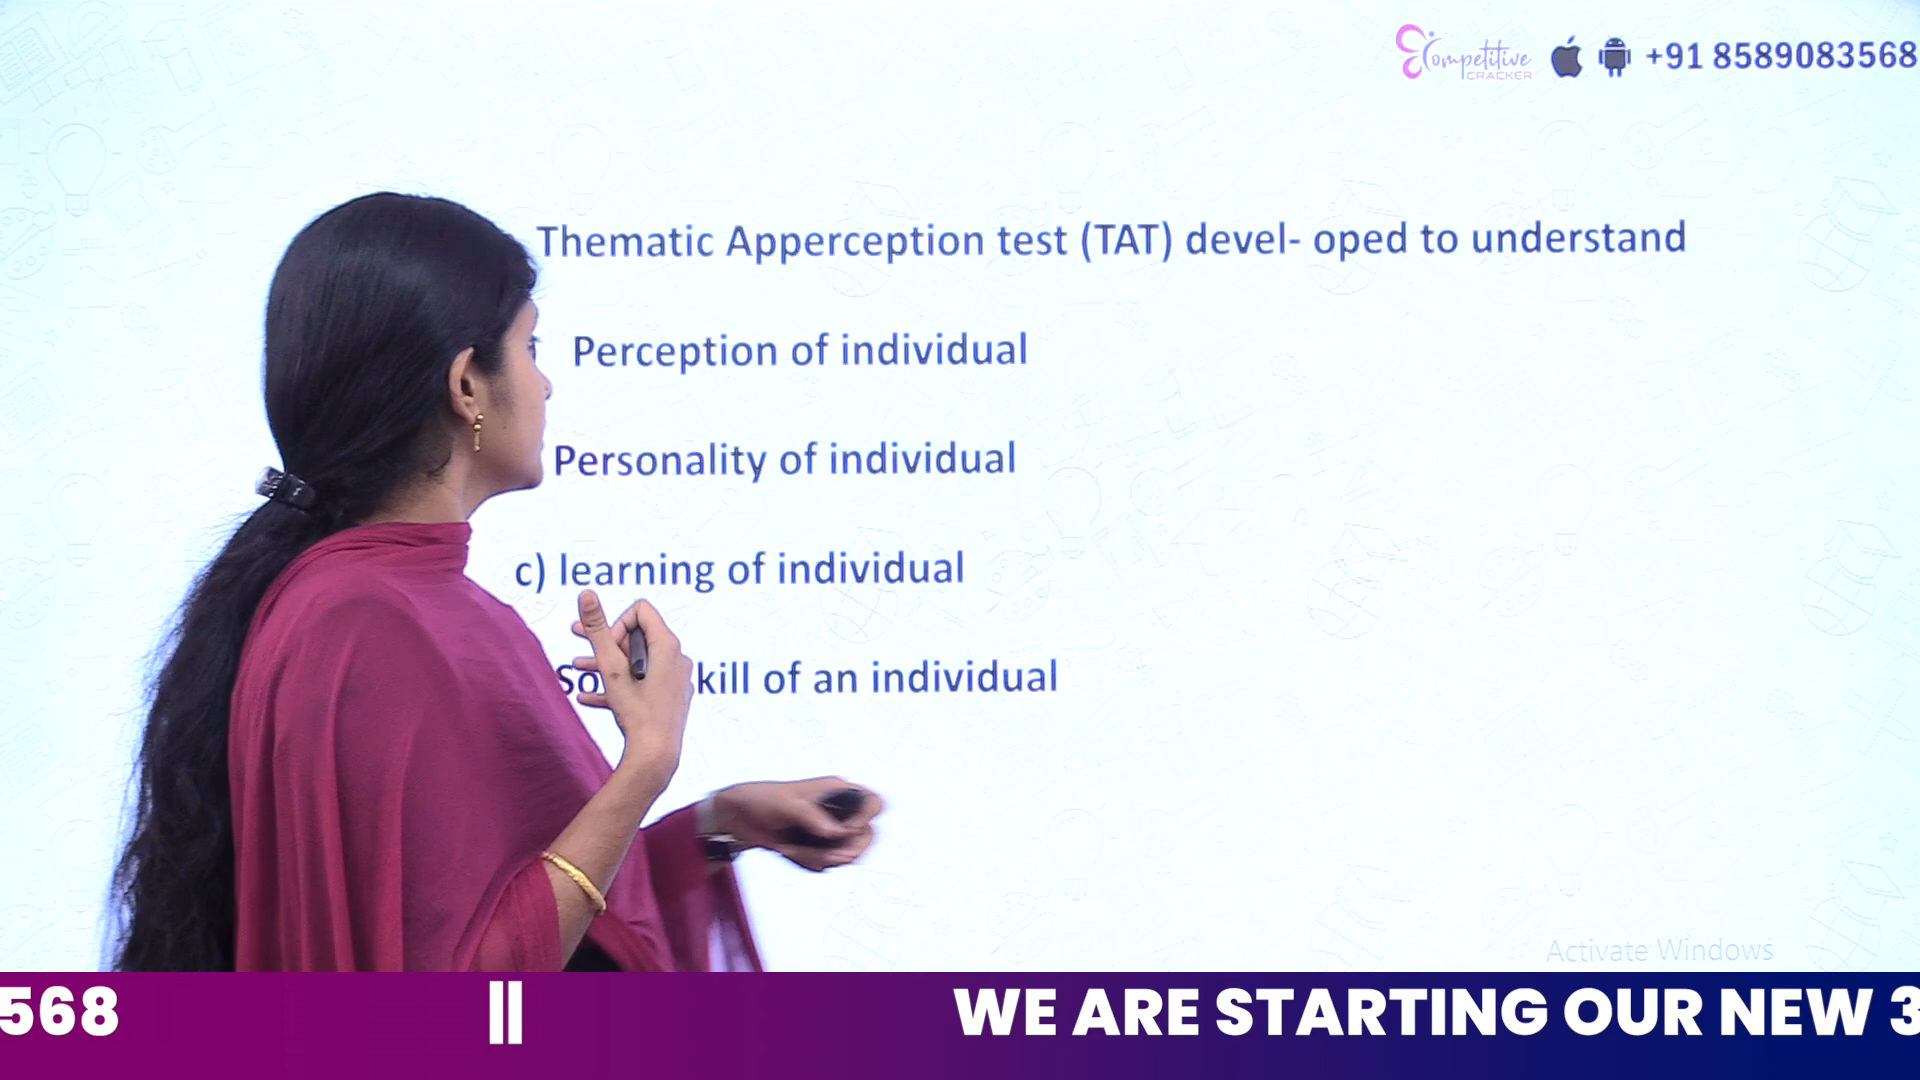 Competitive
CRACKER
+91 8589083568
Thematic Apperception test (TAT) devel- oped to understand
Perception of individual
Personality of individual
c) learning of individual
of an individual
Activate Windows
568
||
WE ARE STARTING OUR NEW 3